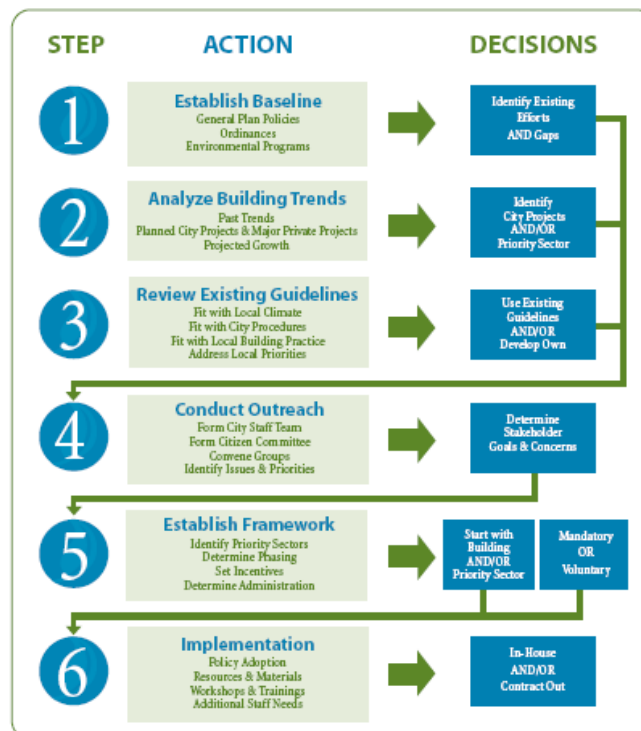 STEP ACTION DECISIONS
1
Establish Baseline
General Plan Policies
Ordinances
Environmental Programs
Identify Existing
Efforts
AND Gaps
2
Analyze Building Trends
Past Trends
Planned City Projects & Major Private Projects
Projected Growth
Identify
City Projects
AND/OR
Priority Sector
3
Review Existing Guidelines
Fit with Local Climate
Fit with City Procedures
Fit with Local Building Practice
Address Local Priorities
Use Existing
Guidelines
AND/OR
Develop Own
4
Conduct Outreach
Form City Staff Team
Form Citizen Committee
Convene Groups
Identify Issues & Priorities
Determine
Stakeholder
Goals & Concerns
5
Establish Framework
Identify Priority Sectors
Determine Phasing
Set Incentives
Determine Administration
Start with
Building
AND/OR
Priority Sector
Mandatory
OR
Voluntary
6
Implementation
Policy Adoption
Resources & Materials
Workshops & Trainings
Additional Staff Needs
In-House
AND/OR
Contract Out